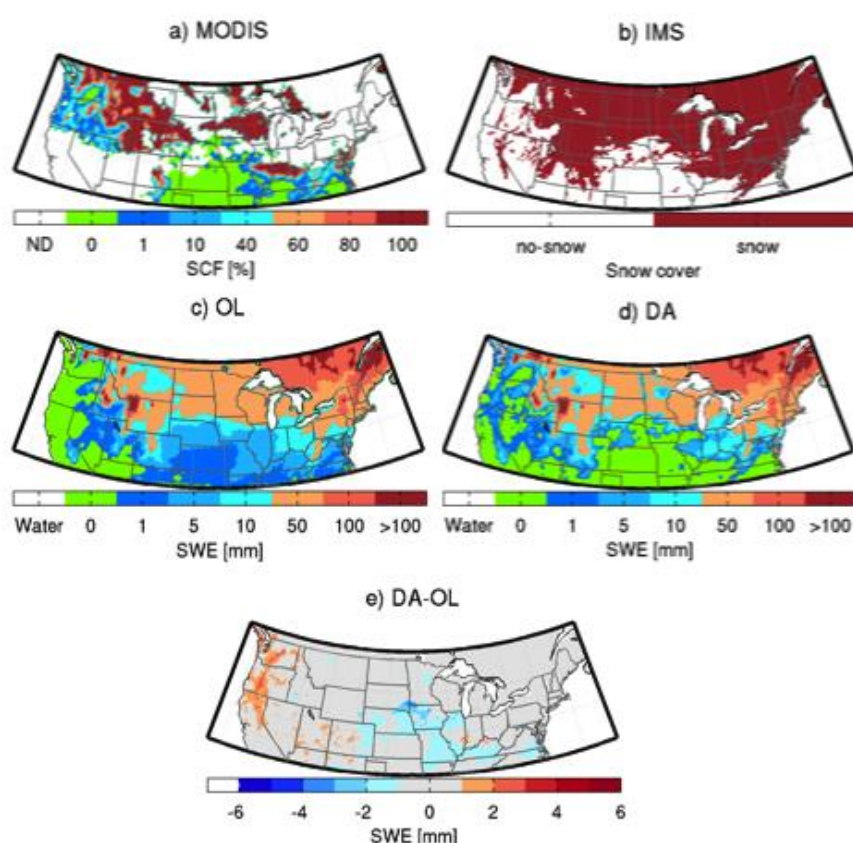 a) MODIS
b) IMS
ND 0 1 10 40 60 80 100
SCF [%]
no-snow snow
Snow cover
c) OL
d) DA
Water 0 1 5 10 50 100 >100
SWE [mm]
Water 0 1 5 10 50 100 >100
SWE [mm]
e) DA-OL
-6 -4 -2 0 2 4 6
SWE [mm]